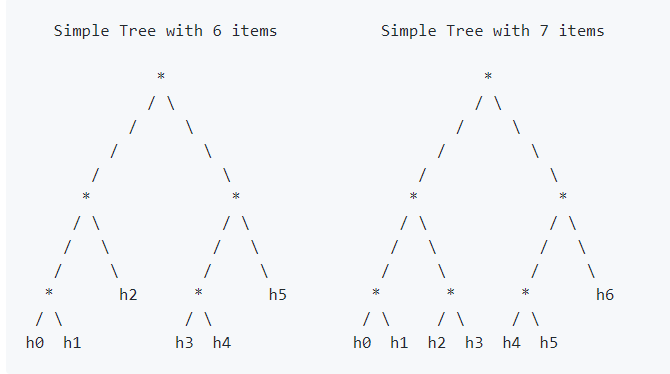 Simple Tree with 6 items                 Simple Tree with 7 items

              *                                  *
             / \                                / \
           /     \                            /     \
         /         \                        /         \
       /             \                    /             \
      *               *                  *               *
     / \             / \                / \             / \
    /   \           /   \              /   \           /   \
   /     \         /     \            /     \         /     \
  *       h2      *       h5         *       *       *       h6
 / \             / \                / \     / \     / \
h0  h1          h3  h4             h0  h1  h2  h3  h4  h5